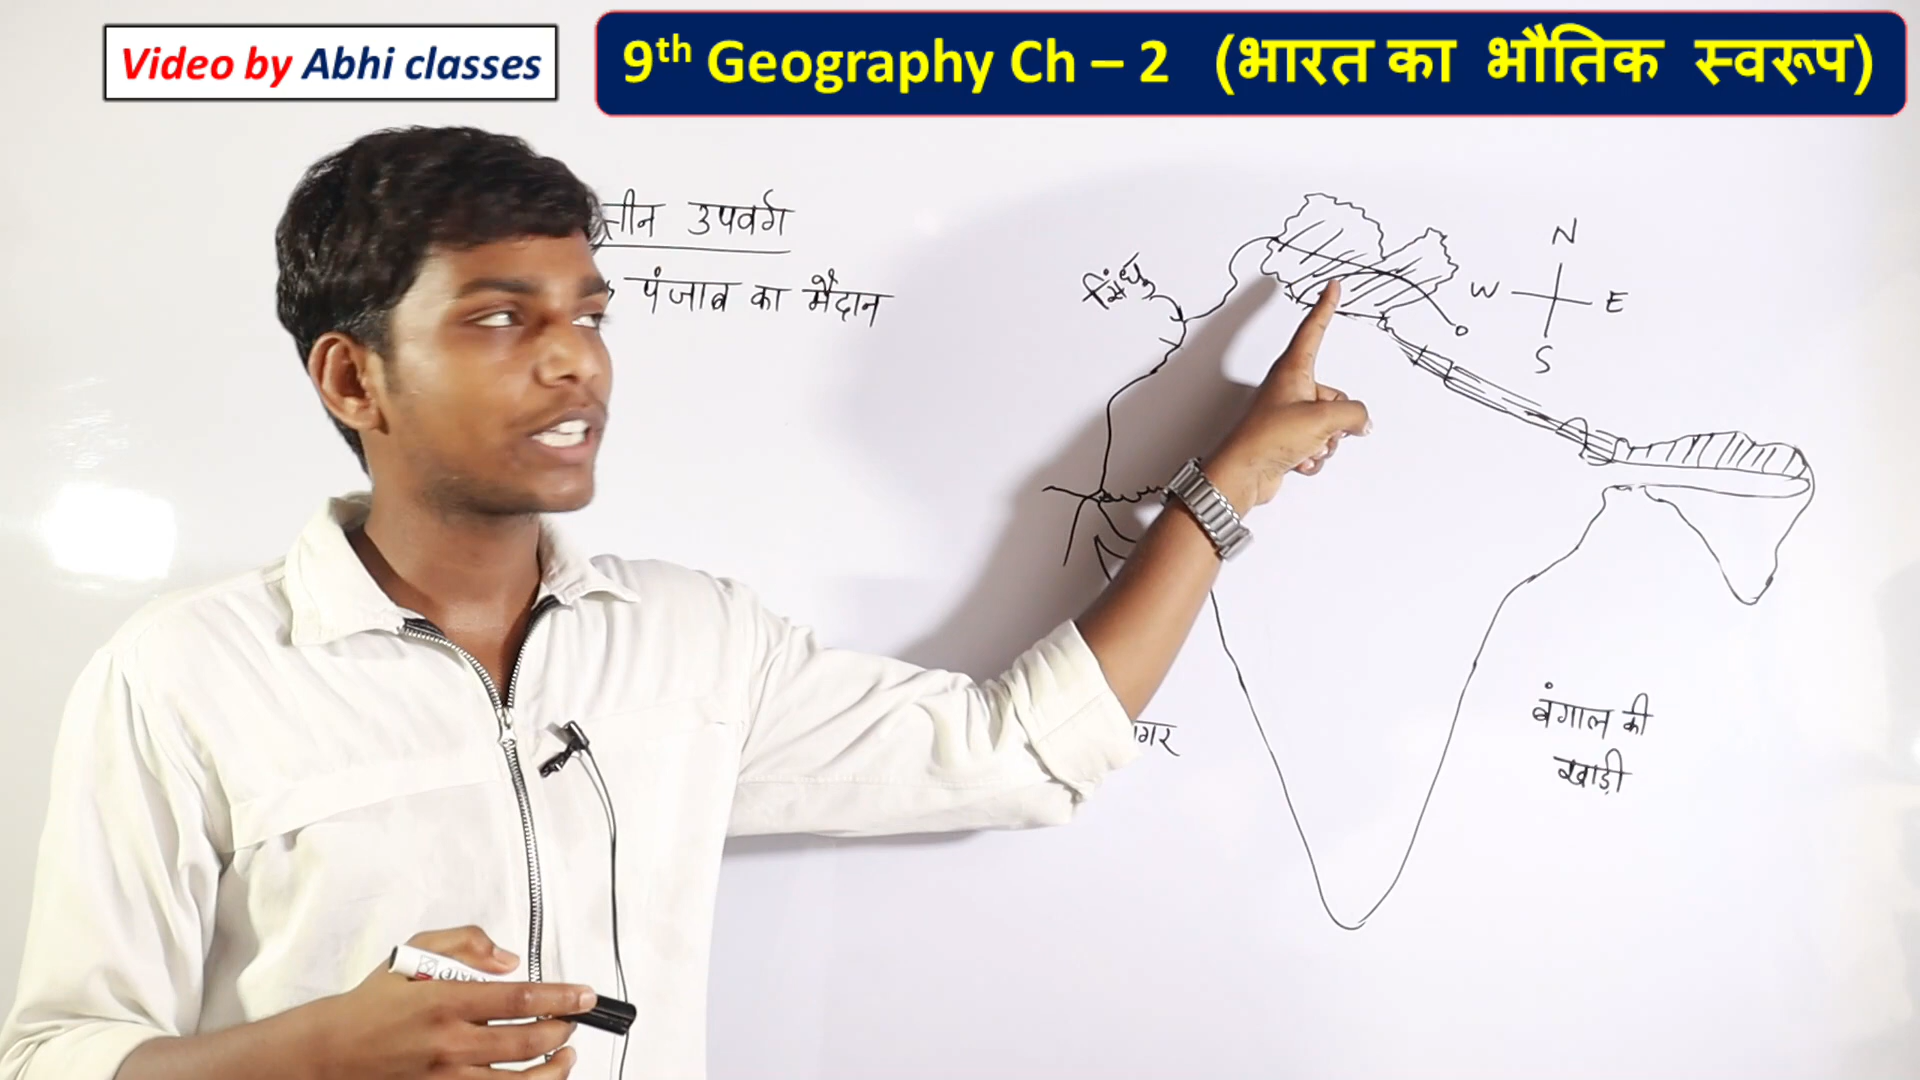 Video by Abhi classes
9th Geography Ch – 2 (भारत का भौतिक स्वरूप)
तीन उपवर्ग
पंजाब का मैदान
सिंधु
N
W E
S
बंगाल की
खाड़ी